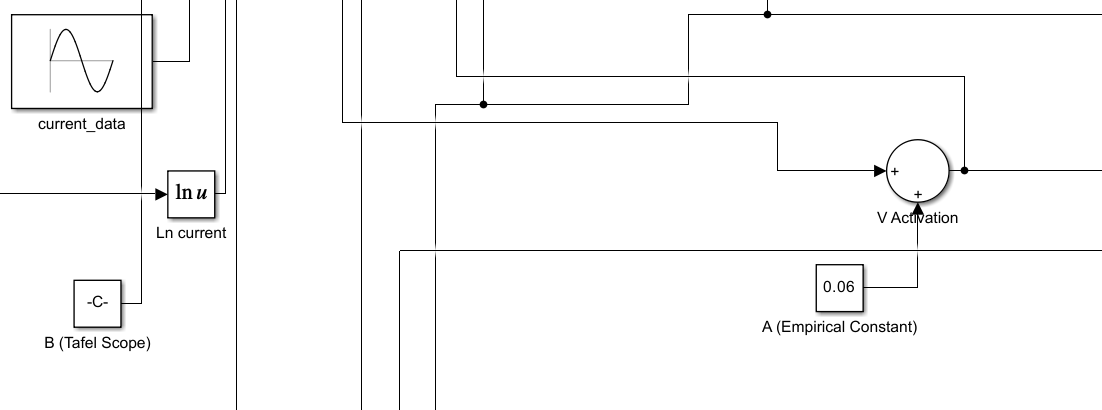 current_data
ln u
Ln current
-C-
B (Tafel Scope)
+
+
V Activation
0.06
A (Empirical Constant)